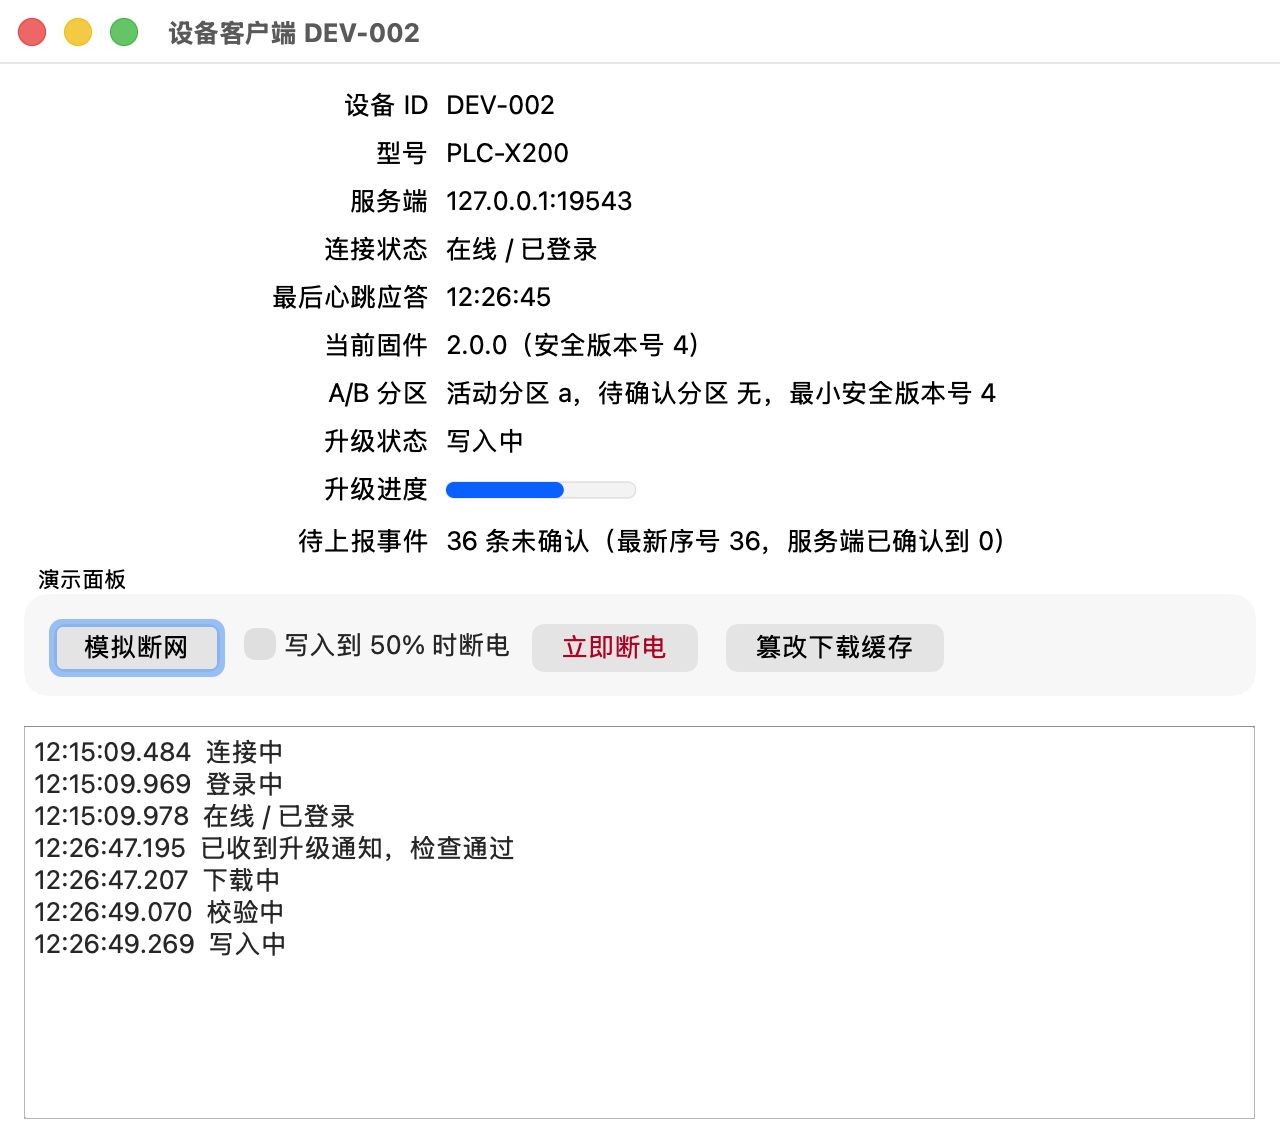 设备客户端 DEV-002
设备 ID DEV-002
型号 PLC-X200
服务端 127.0.0.1:19543
连接状态 在线 / 已登录
最后心跳应答 12:26:45
当前固件 2.0.0（安全版本号 4）
A/B 分区 活动分区 a，待确认分区 无，最小安全版本号 4
升级状态 写入中
升级进度
待上报事件 36 条未确认（最新序号 36，服务端已确认到 0）
演示面板
模拟断网 写入到 50% 时断电 立即断电 篡改下载缓存
12:15:09.484 连接中
12:15:09.969 登录中
12:15:09.978 在线 / 已登录
12:26:47.195 已收到升级通知，检查通过
12:26:47.207 下载中
12:26:49.070 校验中
12:26:49.269 写入中